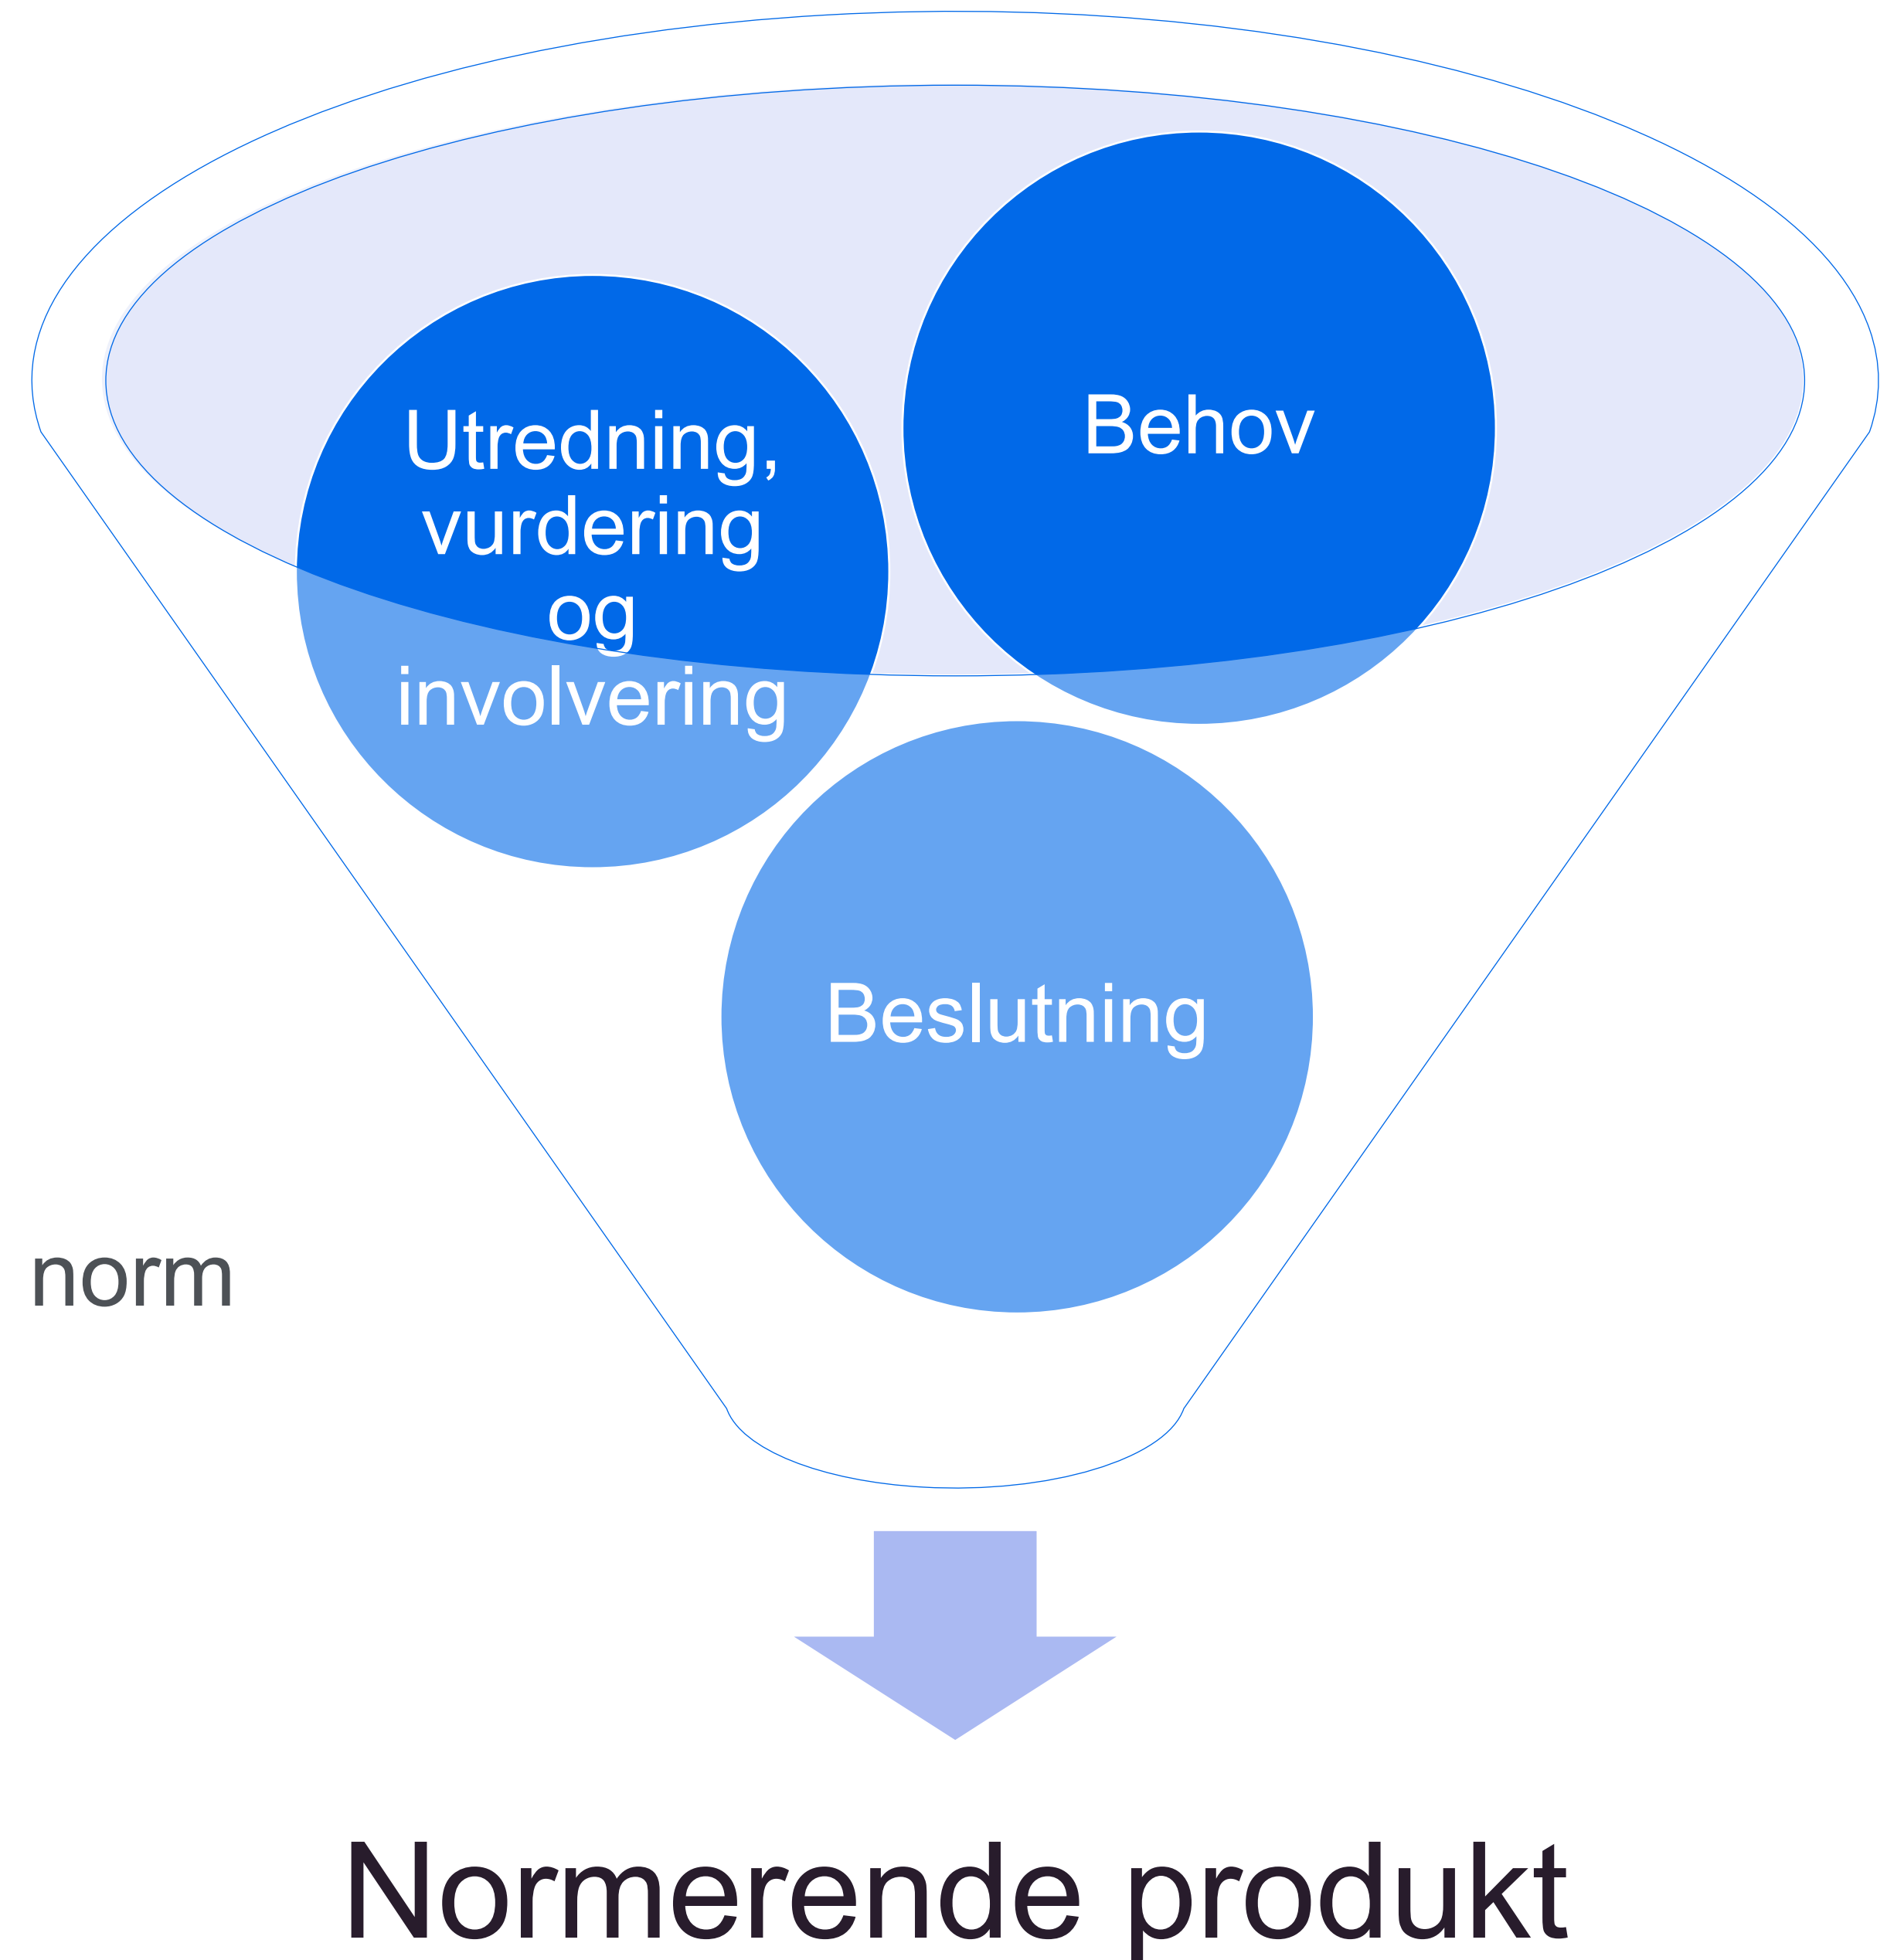 Behov
Utredning,
vurdering
og
involvering
Beslutning
norm
Normerende produkt